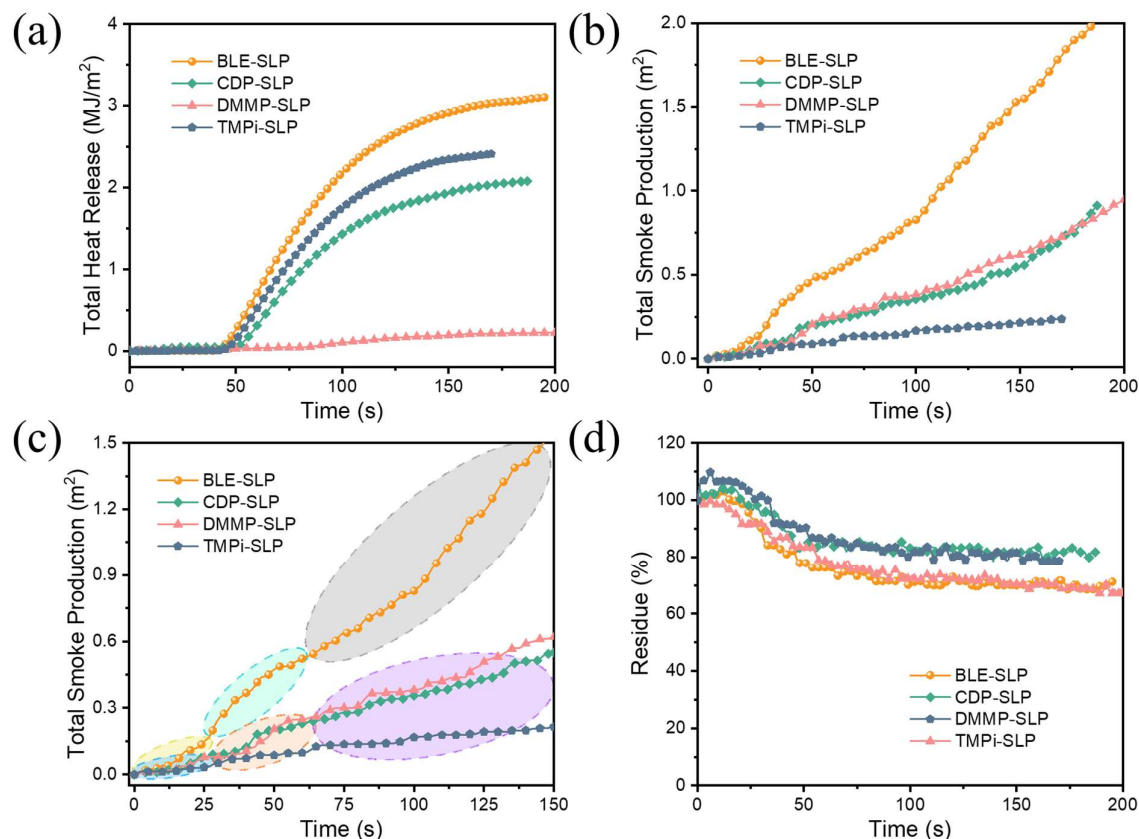 (a)
4
3
2
1
0
Total Heat Release (MJ/m²)
BLE-SLP
CDP-SLP
DMMP-SLP
TMPi-SLP
0 50 100 150 200
Time (s)
(b)
2.0
1.5
1.0
0.5
0.0
Total Smoke Production (m²)
BLE-SLP
CDP-SLP
DMMP-SLP
TMPi-SLP
0 50 100 150 200
Time (s)
(c)
1.5
1.2
0.9
0.6
0.3
0.0
Total Smoke Production (m²)
BLE-SLP
CDP-SLP
DMMP-SLP
TMPi-SLP
0 25 50 75 100 125 150
Time (s)
(d)
120
100
80
60
40
20
0
Residue (%)
BLE-SLP
CDP-SLP
DMMP-SLP
TMPi-SLP
0 50 100 150 200
Time (s)